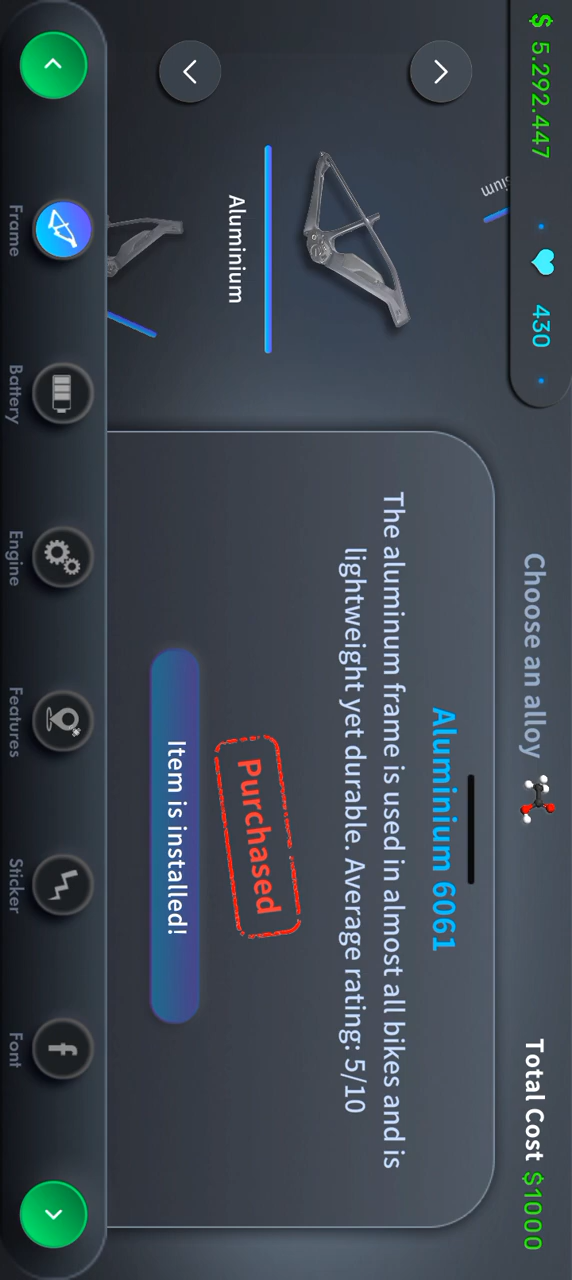 $ 5.292.447
430
Choose an alloy
Total Cost $1000
Aluminium
Aluminium 6061
The aluminum frame is used in almost all bikes and is
lightweight yet durable. Average rating: 5/10
Purchased
Item is installed!
Frame
Battery
Engine
Features
Sticker
Font